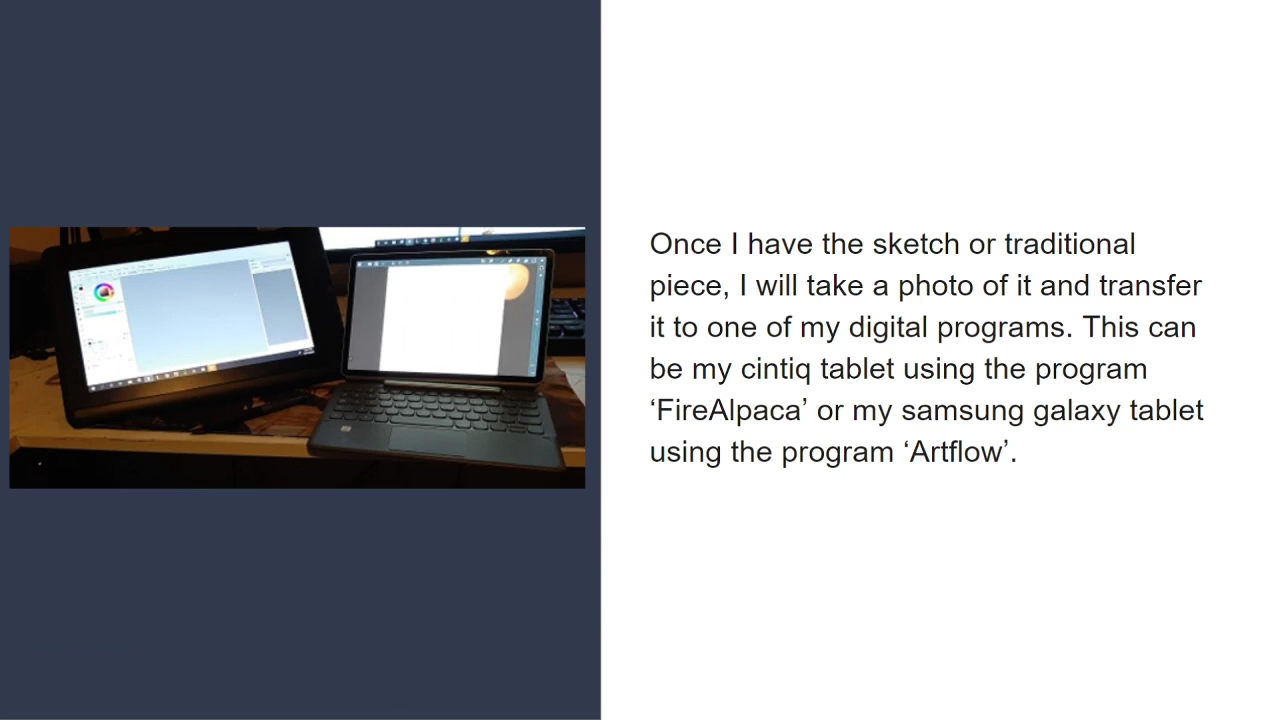 Once I have the sketch or traditional
piece, I will take a photo of it and transfer
it to one of my digital programs. This can
be my cintiq tablet using the program
‘FireAlpaca’ or my samsung galaxy tablet
using the program ‘Artflow’.